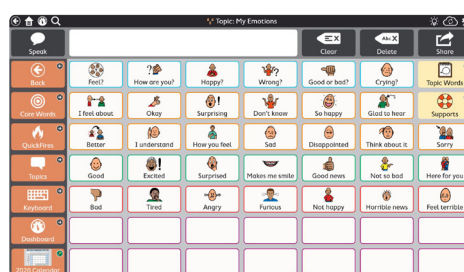 Topic: My Emotions
Speak
Clear
Abc X
Delete
Share
Back
Feel?
How are you?
Happy?
Wrong?
Good or bad?
Crying?
Topic Words
Core Words
I feel about
Okay
Surprising
Don't know
So happy
Glad to hear
Supports
QuickFires
Better
I understand
How you feel
Sad
Disappointed
Think about it
Sorry
Topics
Good
Excited
Surprised
Makes me smile
Good news
Not so bad
Here for you
Keyboard
Bad
Tired
Angry
Furious
Not happy
Horrible news
Feel terrible
Dashboard
2020 Calendar